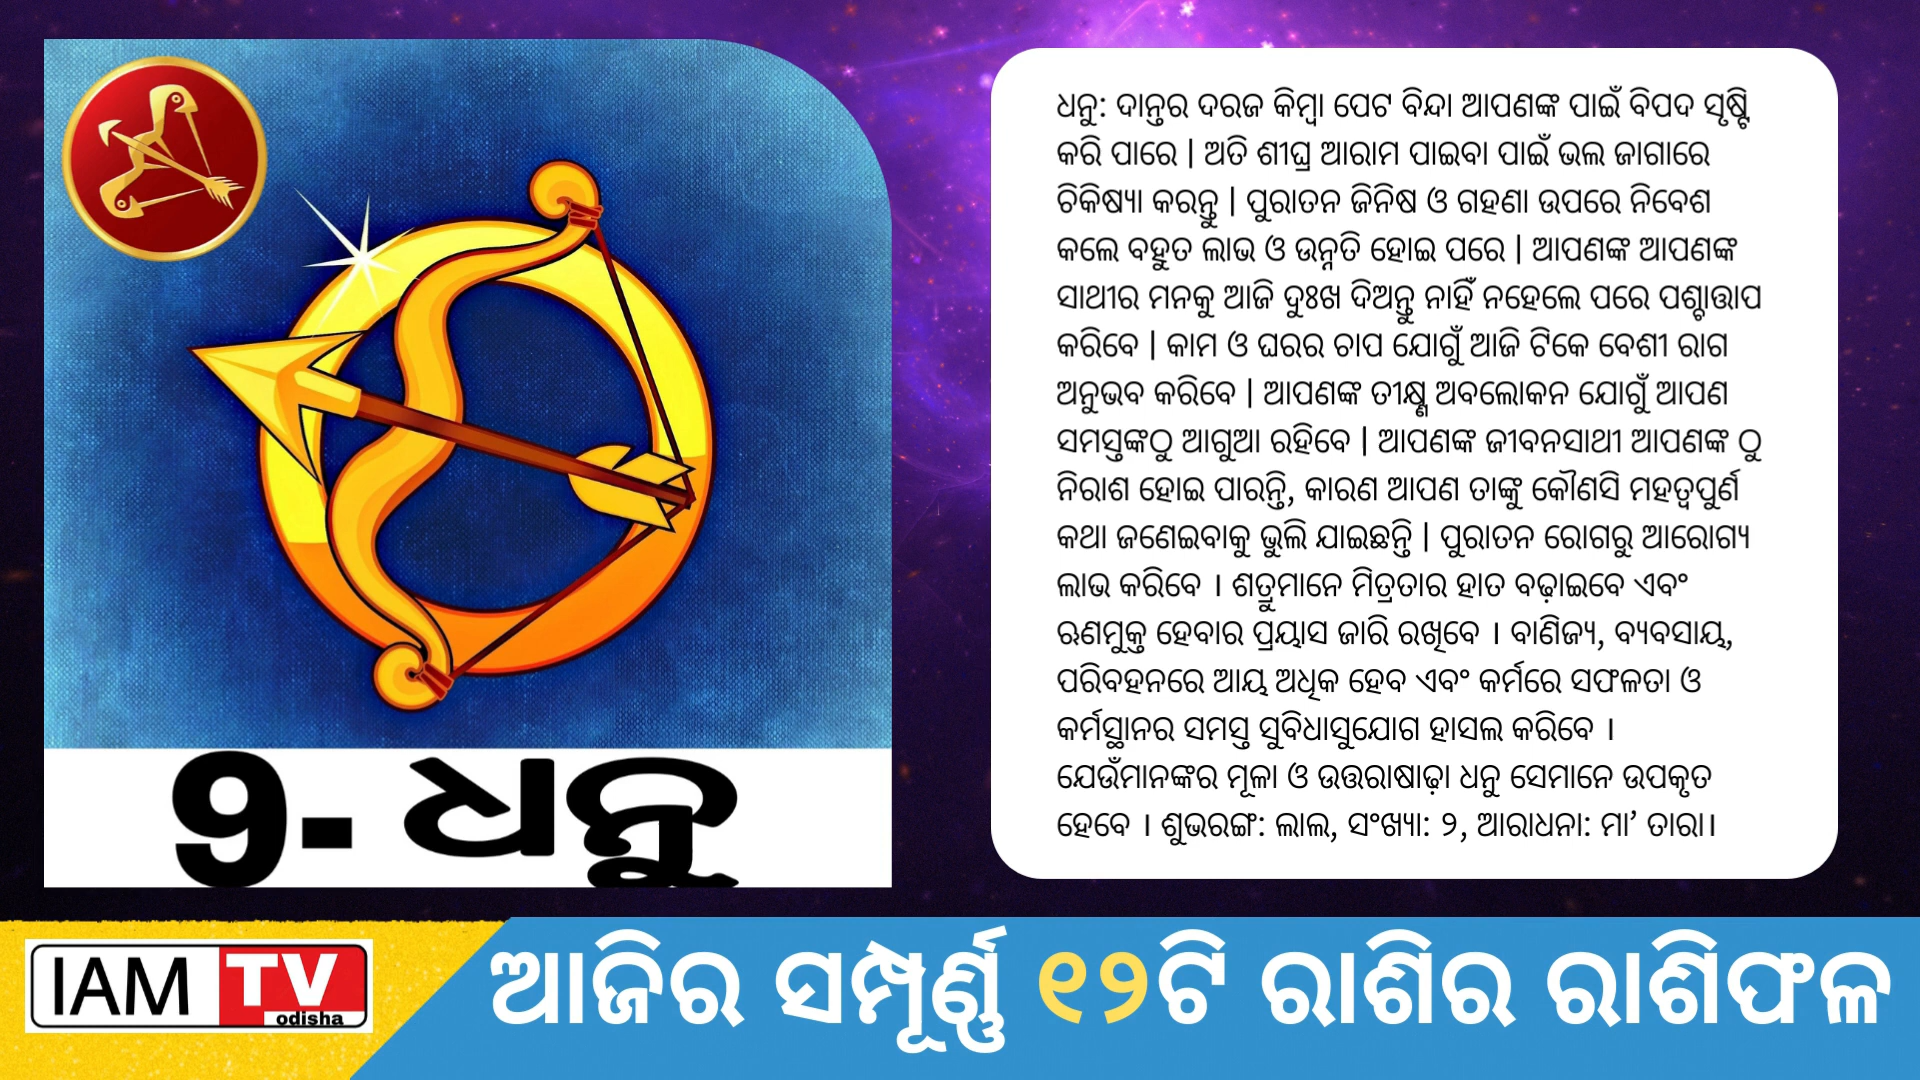 ଧନୁ: ଦାନ୍ତର ଦରଜ କିମ୍ବା ପେଟ ବିନ୍ଦା ଆପଣଙ୍କ ପାଇଁ ବିପଦ ସୃଷ୍ଟି
କରି ପାରେ | ଅତି ଶୀଘ୍ର ଆରାମ ପାଇବା ପାଇଁ ଭଲ ଜାଗାରେ
ଚିକିଷ୍ୟା କରନ୍ତୁ | ପୁରାତନ ଜିନିଷ ଓ ଗହଣା ଉପରେ ନିବେଶ
କଲେ ବହୁତ ଲାଭ ଓ ଉନ୍ନତି ହୋଇ ପରେ | ଆପଣଙ୍କ ଆପଣଙ୍କ
ସାଥୀର ମନକୁ ଆଜି ଦୁଃଖ ଦିଅନ୍ତୁ ନାହିଁ ନହେଲେ ପରେ ପଶ୍ଚାତ୍ତାପ
କରିବେ | କାମ ଓ ଘରର ଚାପ ଯୋଗୁଁ ଆଜି ଟିକେ ବେଶୀ ରାଗ
ଅନୁଭବ କରିବେ | ଆପଣଙ୍କ ତୀକ୍ଷ୍ଣ ଅବଲୋକନ ଯୋଗୁଁ ଆପଣ
ସମସ୍ତଙ୍କଠୁ ଆଗୁଆ ରହିବେ | ଆପଣଙ୍କ ଜୀବନସାଥୀ ଆପଣଙ୍କ ଠୁ
ନିରାଶ ହୋଇ ପାରନ୍ତି, କାରଣ ଆପଣ ତାଙ୍କୁ କୌଣସି ମହତ୍ୱପୁର୍ଣ
କଥା ଜଣେଇବାକୁ ଭୁଲି ଯାଇଛନ୍ତି | ପୁରାତନ ରୋଗରୁ ଆରୋଗ୍ୟ
ଲାଭ କରିବେ । ଶତ୍ରୁମାନେ ମିତ୍ରତାର ହାତ ବଢ଼ାଇବେ ଏବଂ
ଋଣମୁକ୍ତ ହେବାର ପ୍ରୟାସ ଜାରି ରଖିବେ । ବାଣିଜ୍ୟ, ବ୍ୟବସାୟ,
ପରିବହନରେ ଆୟ ଅଧିକ ହେବ ଏବଂ କର୍ମରେ ସଫଳତା ଓ
କର୍ମସ୍ଥାନର ସମସ୍ତ ସୁବିଧାସୁଯୋଗ ହାସଲ କରିବେ ।
ଯେଉଁମାନଙ୍କର ମୂଳା ଓ ଉତ୍ତରାଷାଢ଼ା ଧନୁ ସେମାନେ ଉପକୃତ
ହେବେ । ଶୁଭରଙ୍ଗ: ଲାଲ, ସଂଖ୍ୟା: ୨, ଆରାଧନା: ମା’ ତାରା।
9- ଧନୁ
IAM TV
odisha
ଆଜିର ସମ୍ପୂର୍ଣ୍ଣ ୧୨ଟି ରାଶିର ରାଶିଫଳ